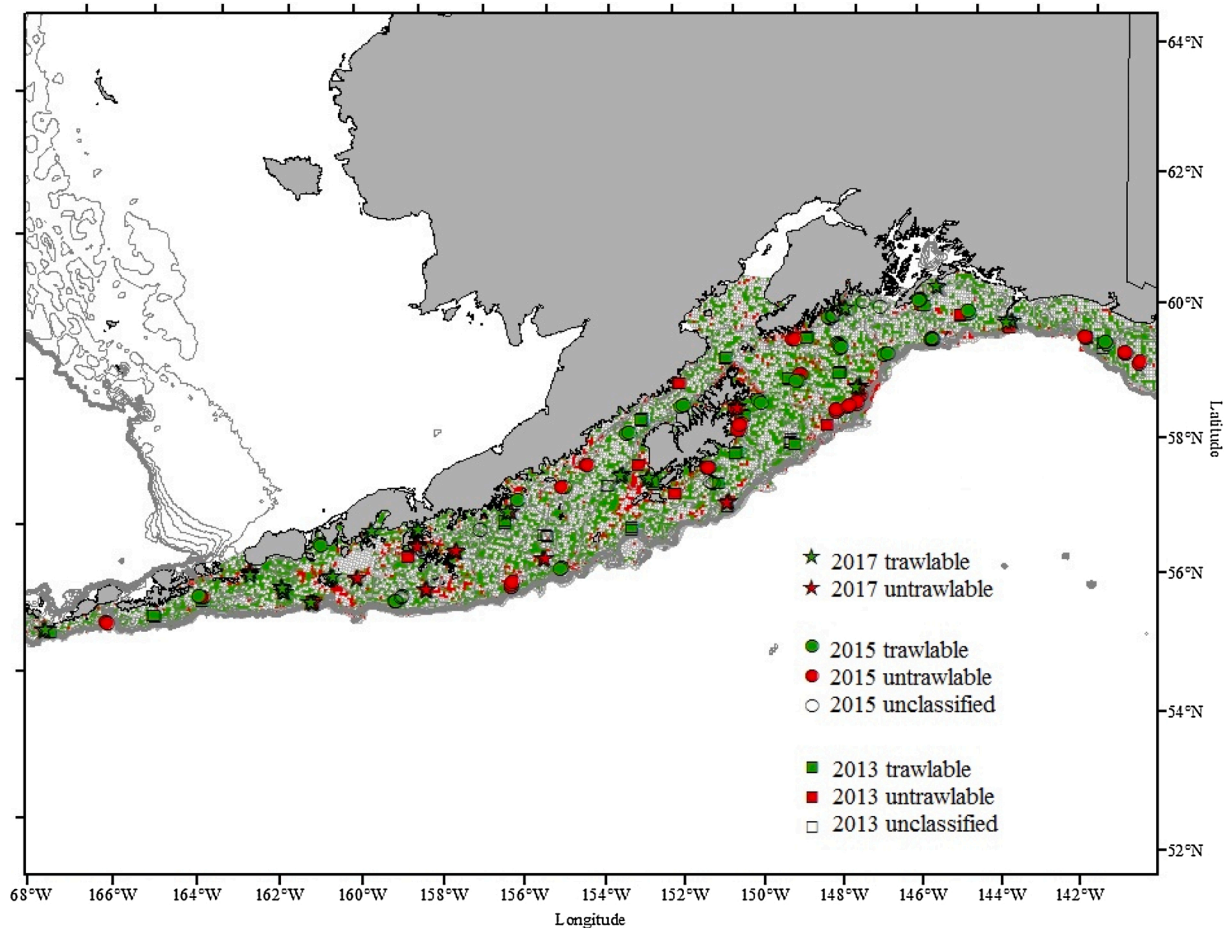 64°N
62°N
60°N
58°N
56°N
54°N
52°N
Latitude
2017 trawlable
2017 untrawlable
2015 trawlable
2015 untrawlable
2015 unclassified
2013 trawlable
2013 untrawlable
2013 unclassified
68°W 166°W 164°W 162°W 160°W 158°W 156°W 154°W 152°W 150°W 148°W 146°W 144°W 142°W
Longitude